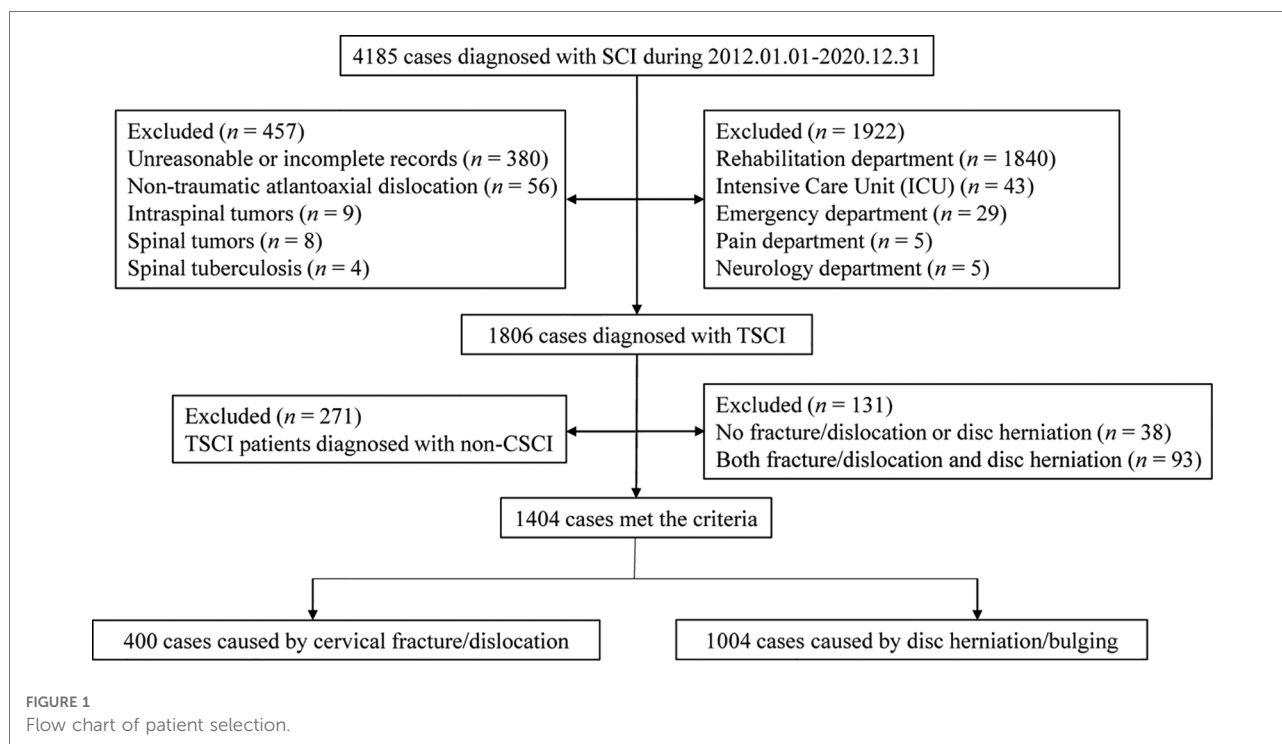 4185 cases diagnosed with SCI during 2012.01.01-2020.12.31
Excluded (n = 457)
Unreasonable or incomplete records (n = 380)
Non-traumatic atlantoaxial dislocation (n = 56)
Intraspinal tumors (n = 9)
Spinal tumors (n = 8)
Spinal tuberculosis (n = 4)
Excluded (n = 1922)
Rehabilitation department (n = 1840)
Intensive Care Unit (ICU) (n = 43)
Emergency department (n = 29)
Pain department (n = 5)
Neurology department (n = 5)
1806 cases diagnosed with TSCI
Excluded (n = 271)
TSCI patients diagnosed with non-CSCI
Excluded (n = 131)
No fracture/dislocation or disc herniation (n = 38)
Both fracture/dislocation and disc herniation (n = 93)
1404 cases met the criteria
400 cases caused by cervical fracture/dislocation
1004 cases caused by disc herniation/bulging
FIGURE 1
Flow chart of patient selection.